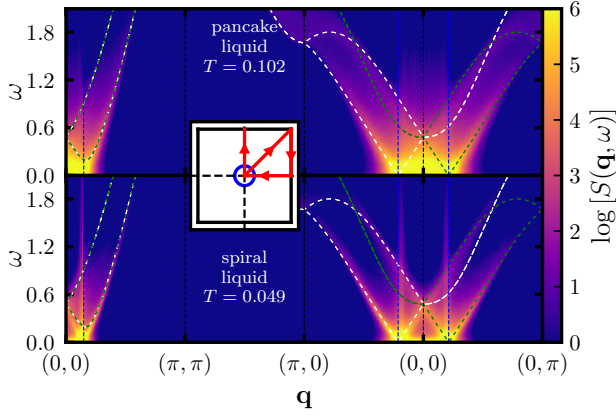 1.8
1.2
0.6
0.0
ω
pancake
liquid
T = 0.102
1.8
1.2
0.6
0.0
ω
spiral
liquid
T = 0.049
(0, 0)
(π, π)
(π, 0)
(0, 0)
(0, π)
q
6
5
4
3
2
1
0
log [S(q, ω)]